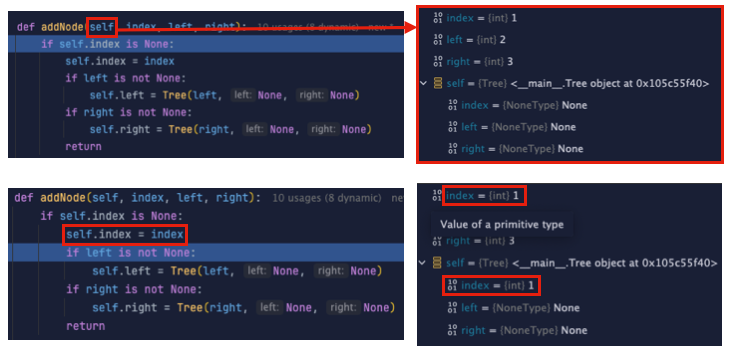 def addNode(self, index, left, right): 10 usages (8 dynamic) new *
if self.index is None:
self.index = index
if left is not None:
self.left = Tree(left, left: None, right: None)
if right is not None:
self.right = Tree(right, left: None, right: None)
return
index = {int} 1
left = {int} 2
right = {int} 3
self = {Tree} <__main__.Tree object at 0x105c55f40>
index = {NoneType} None
left = {NoneType} None
right = {NoneType} None
def addNode(self, index, left, right): 10 usages (8 dynamic) ne
if self.index is None:
self.index = index
if left is not None:
self.left = Tree(left, left: None, right: None)
if right is not None:
self.right = Tree(right, left: None, right: None)
return
index = {int} 1
Value of a primitive type
right = {int} 3
self = {Tree} <__main__.Tree object at 0x105c55f40>
index = {int} 1
left = {NoneType} None
right = {NoneType} None